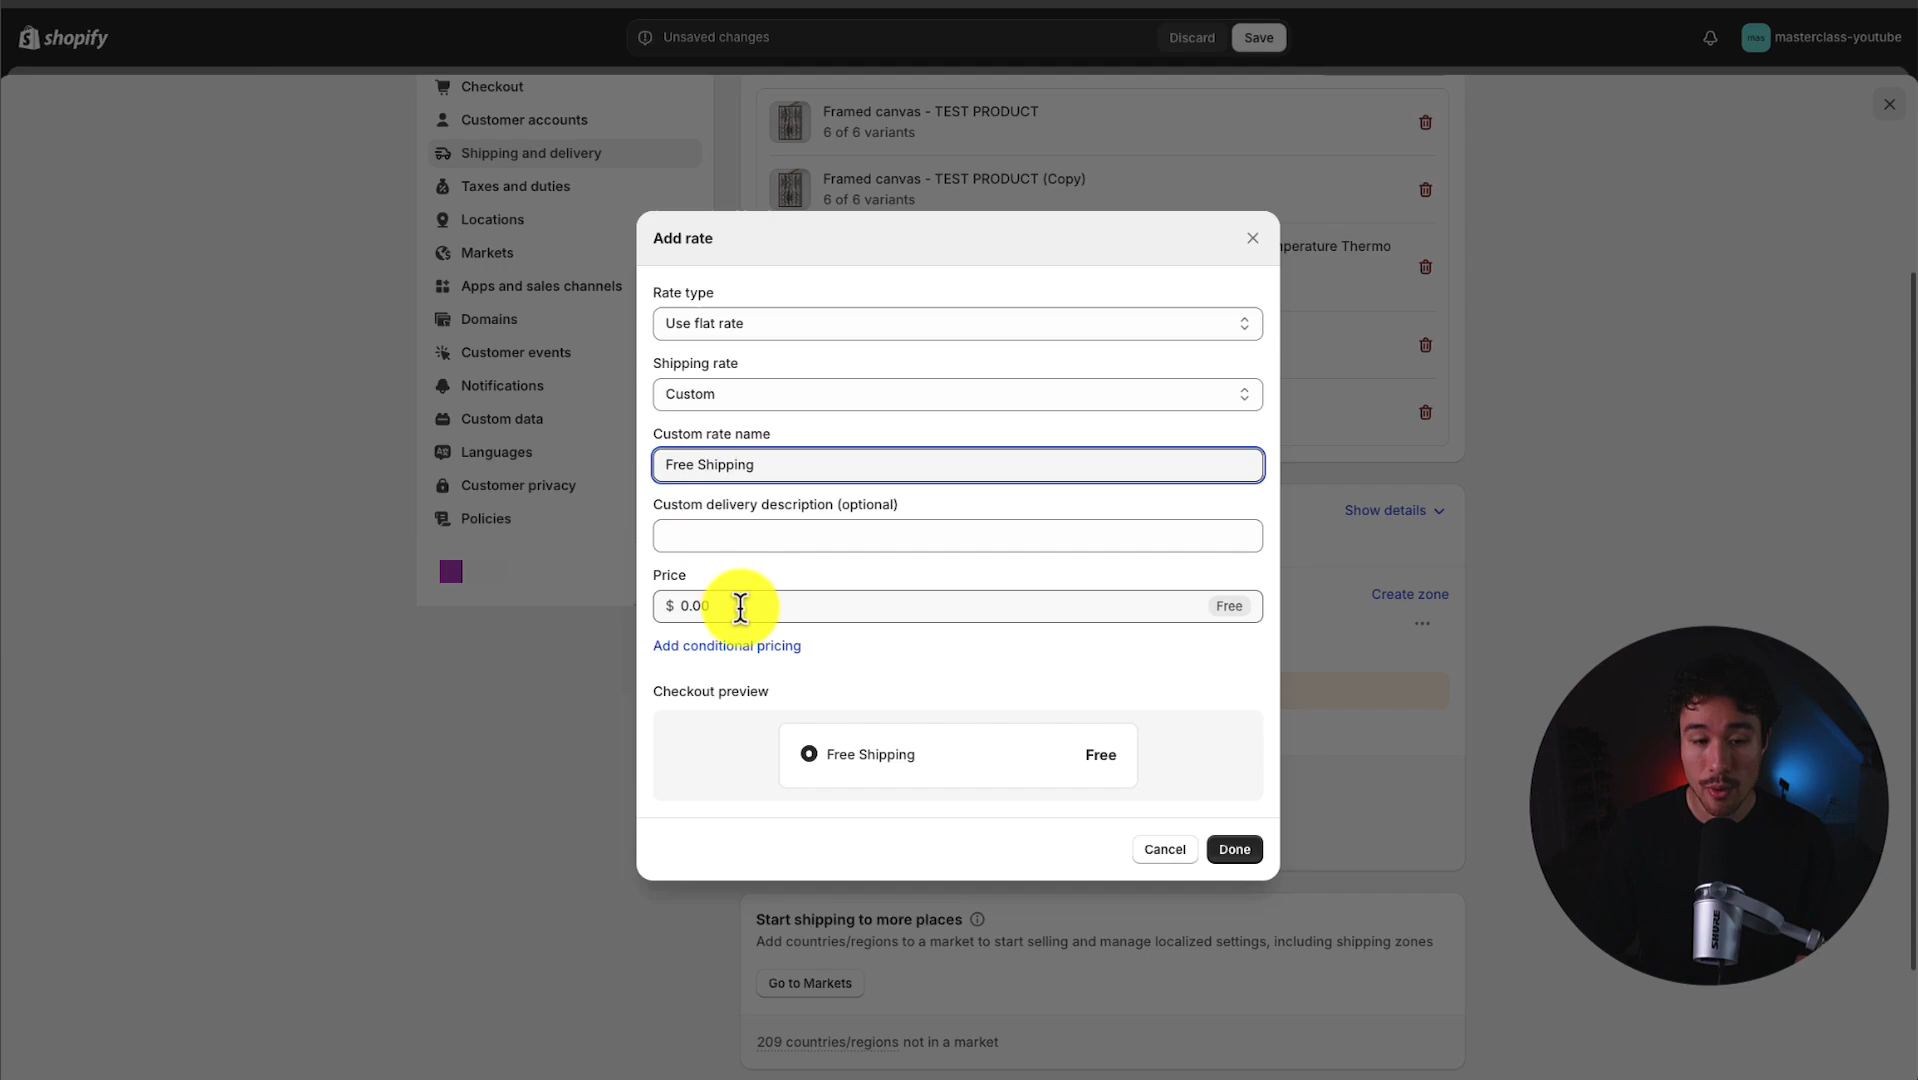 shopify
Unsaved changes
Discard
Save
mas
masterclass-youtube
Checkout
Customer accounts
Shipping and delivery
Taxes and duties
Locations
Markets
Apps and sales channels
Domains
Customer events
Notifications
Custom data
Languages
Customer privacy
Policies
Framed canvas - TEST PRODUCT
6 of 6 variants
Framed canvas - TEST PRODUCT (Copy)
6 of 6 variants
Thermo
Add rate
Rate type
Use flat rate
Shipping rate
Custom
Custom rate name
Free Shipping
Custom delivery description (optional)
Price
$ 0.00
Free
Add conditional pricing
Checkout preview
Free Shipping
Free
Cancel
Done
Show details
Create zone
Start shipping to more places
Add countries/regions to a market to start selling and manage localized settings, including shipping zones
Go to Markets
209 countries/regions not in a market
SHURE